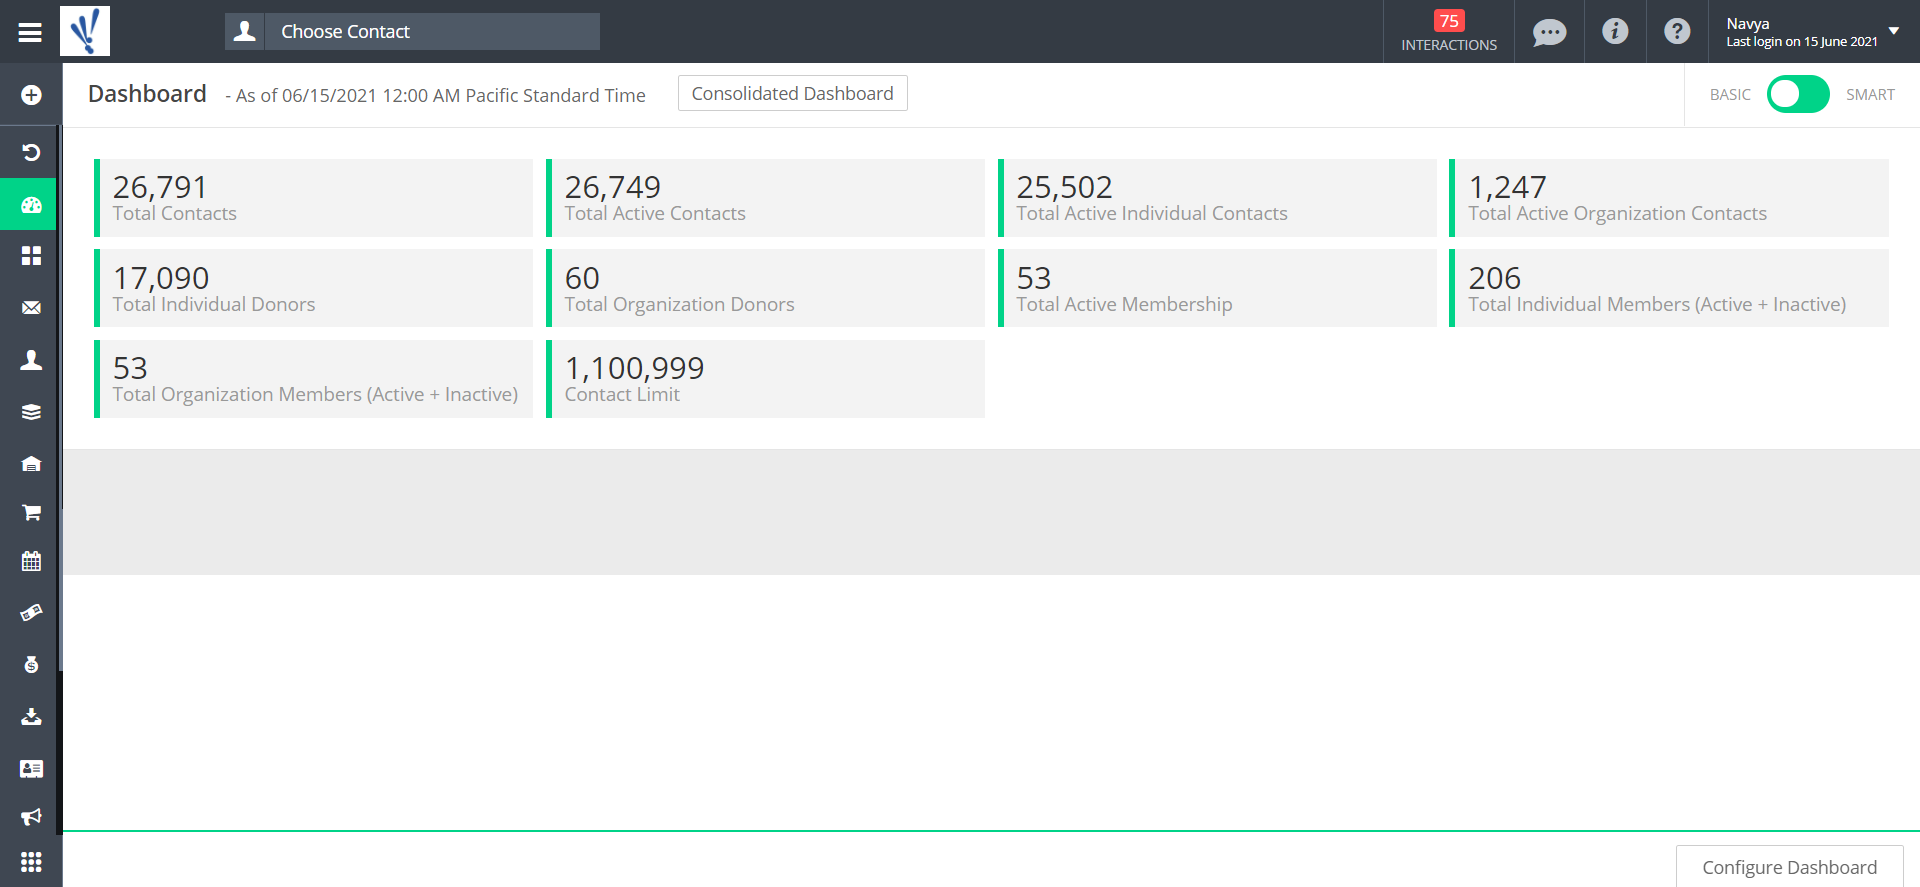 Choose Contact
75
INTERACTIONS
Navya
Last login on 15 June 2021
Dashboard - As of 06/15/2021 12:00 AM Pacific Standard Time
Consolidated Dashboard
BASIC
SMART
26,791
Total Contacts
26,749
Total Active Contacts
25,502
Total Active Individual Contacts
1,247
Total Active Organization Contacts
17,090
Total Individual Donors
60
Total Organization Donors
53
Total Active Membership
206
Total Individual Members (Active + Inactive)
53
Total Organization Members (Active + Inactive)
1,100,999
Contact Limit
Configure Dashboard